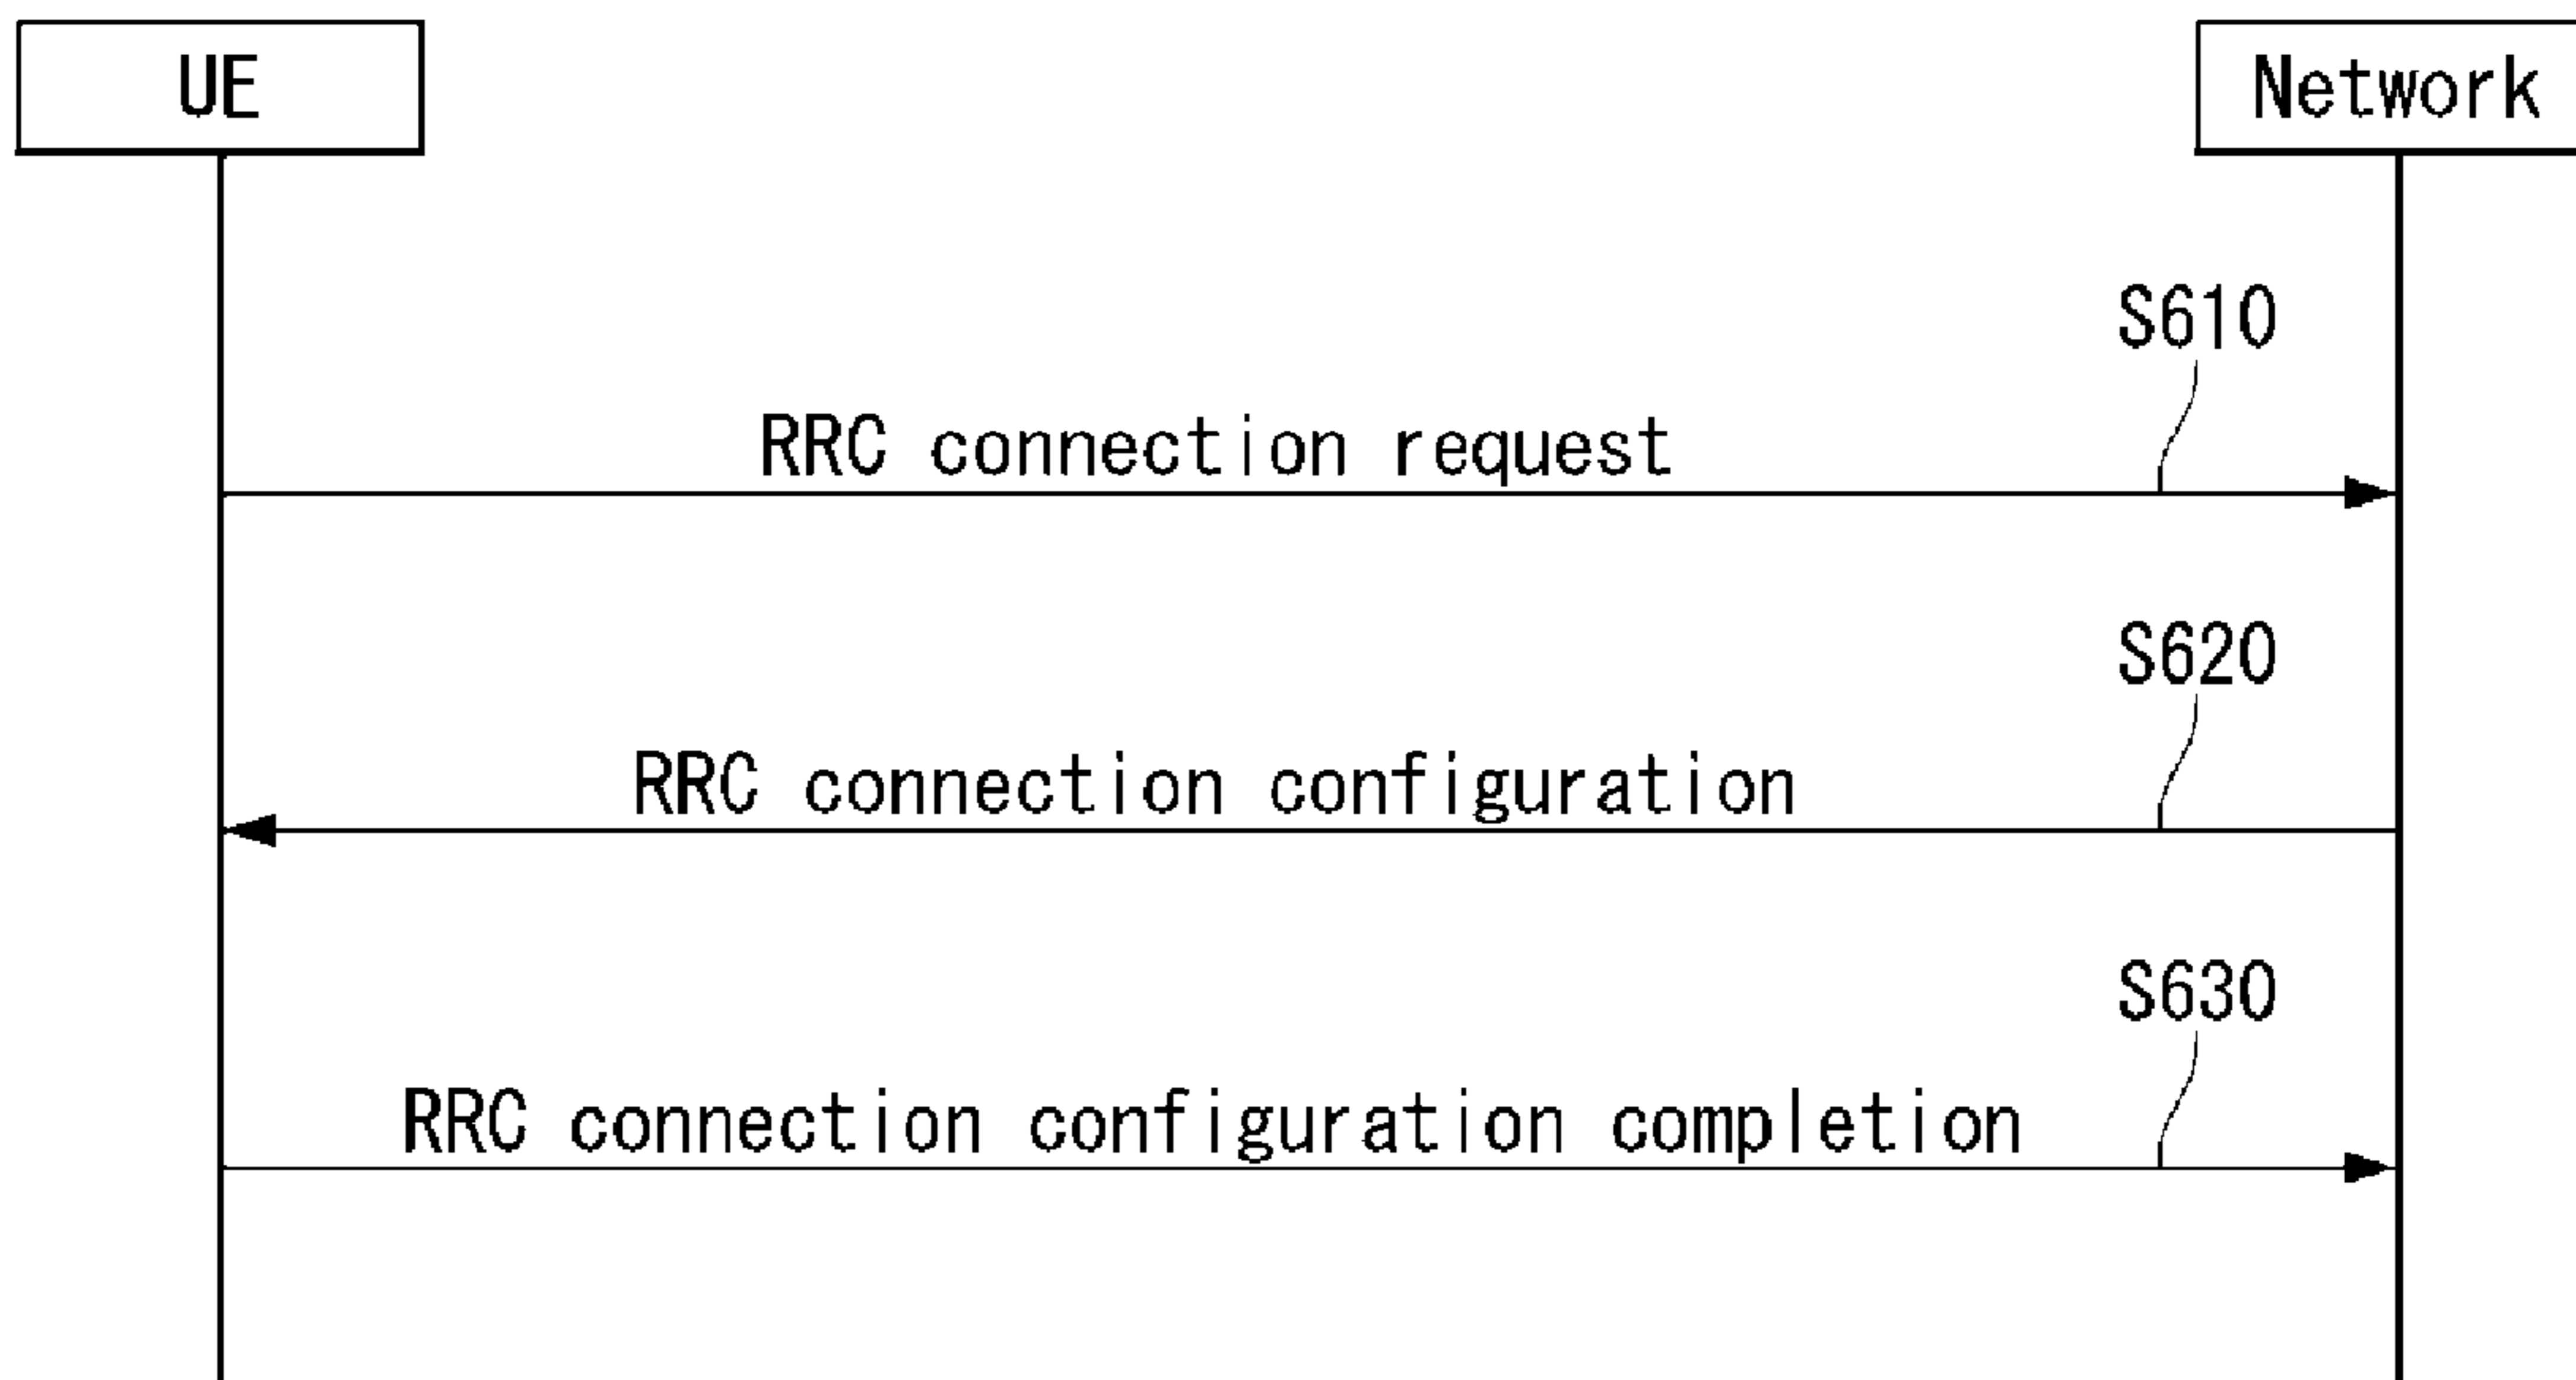 UE
Network
S610
RRC connection request
S620
RRC connection configuration
S630
RRC connection configuration completion